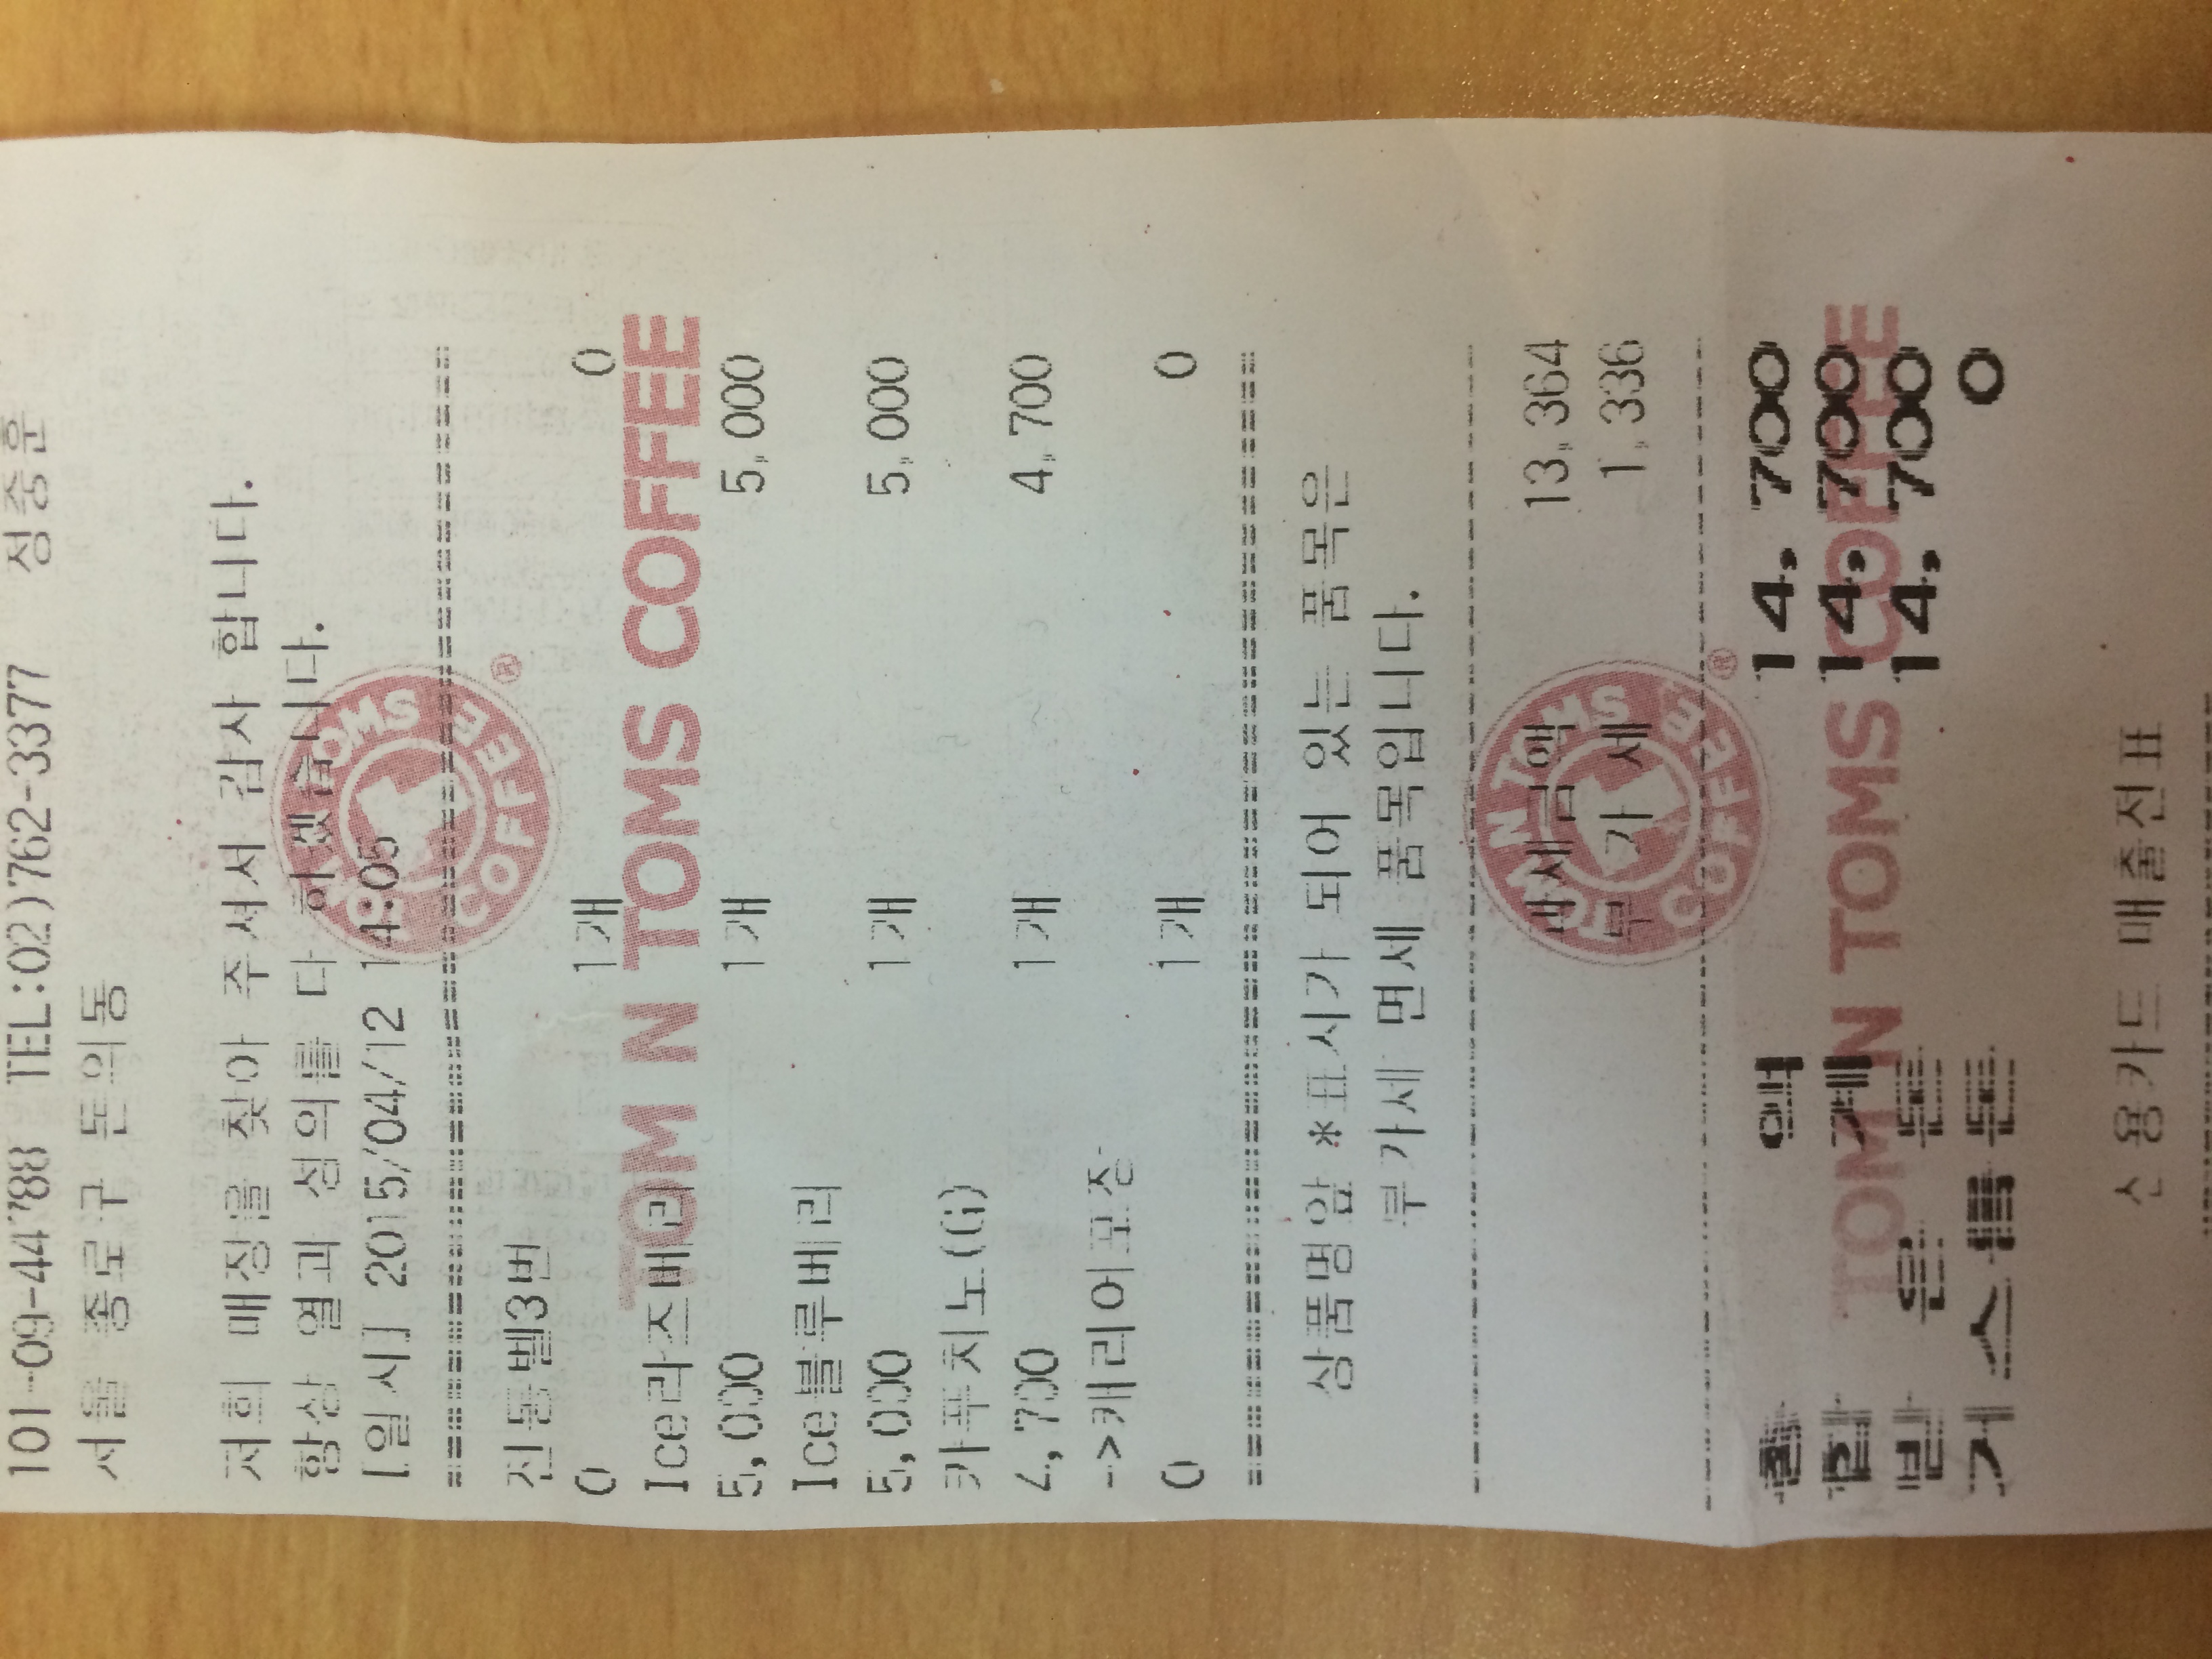 101-09-44788 TEL:02)762-3377 정중훈
서울 종로구 돈의동
저희 매장을 찾아 주셔서 감사 합니다.
항상 열과 성의를 다 하겠습니다.
[일 시] 2015/04/12 14:05
진동벨3번
0 1개 0
Ice라즈베리
5,000 1개 5,000
Ice블루베리
5,000 1개 5,000
카푸치노(G)
4,700 1개 4,700
->캐리어포장
0 1개 0
상품명앞 *표시가 되어 있는 품목은
부가세 면세 품목입니다.
과세금액 13,364
부 가 세 1,336
총 액 14,700
합 계 14,700
받 은 돈 14,700
거스름돈 0
신용카드 매출전표
TOM N TOMS COFFEE
TOM N TOMS COFFEE ®
TOM N TOMS COFFEE
TOM N TOMS COFFEE ®